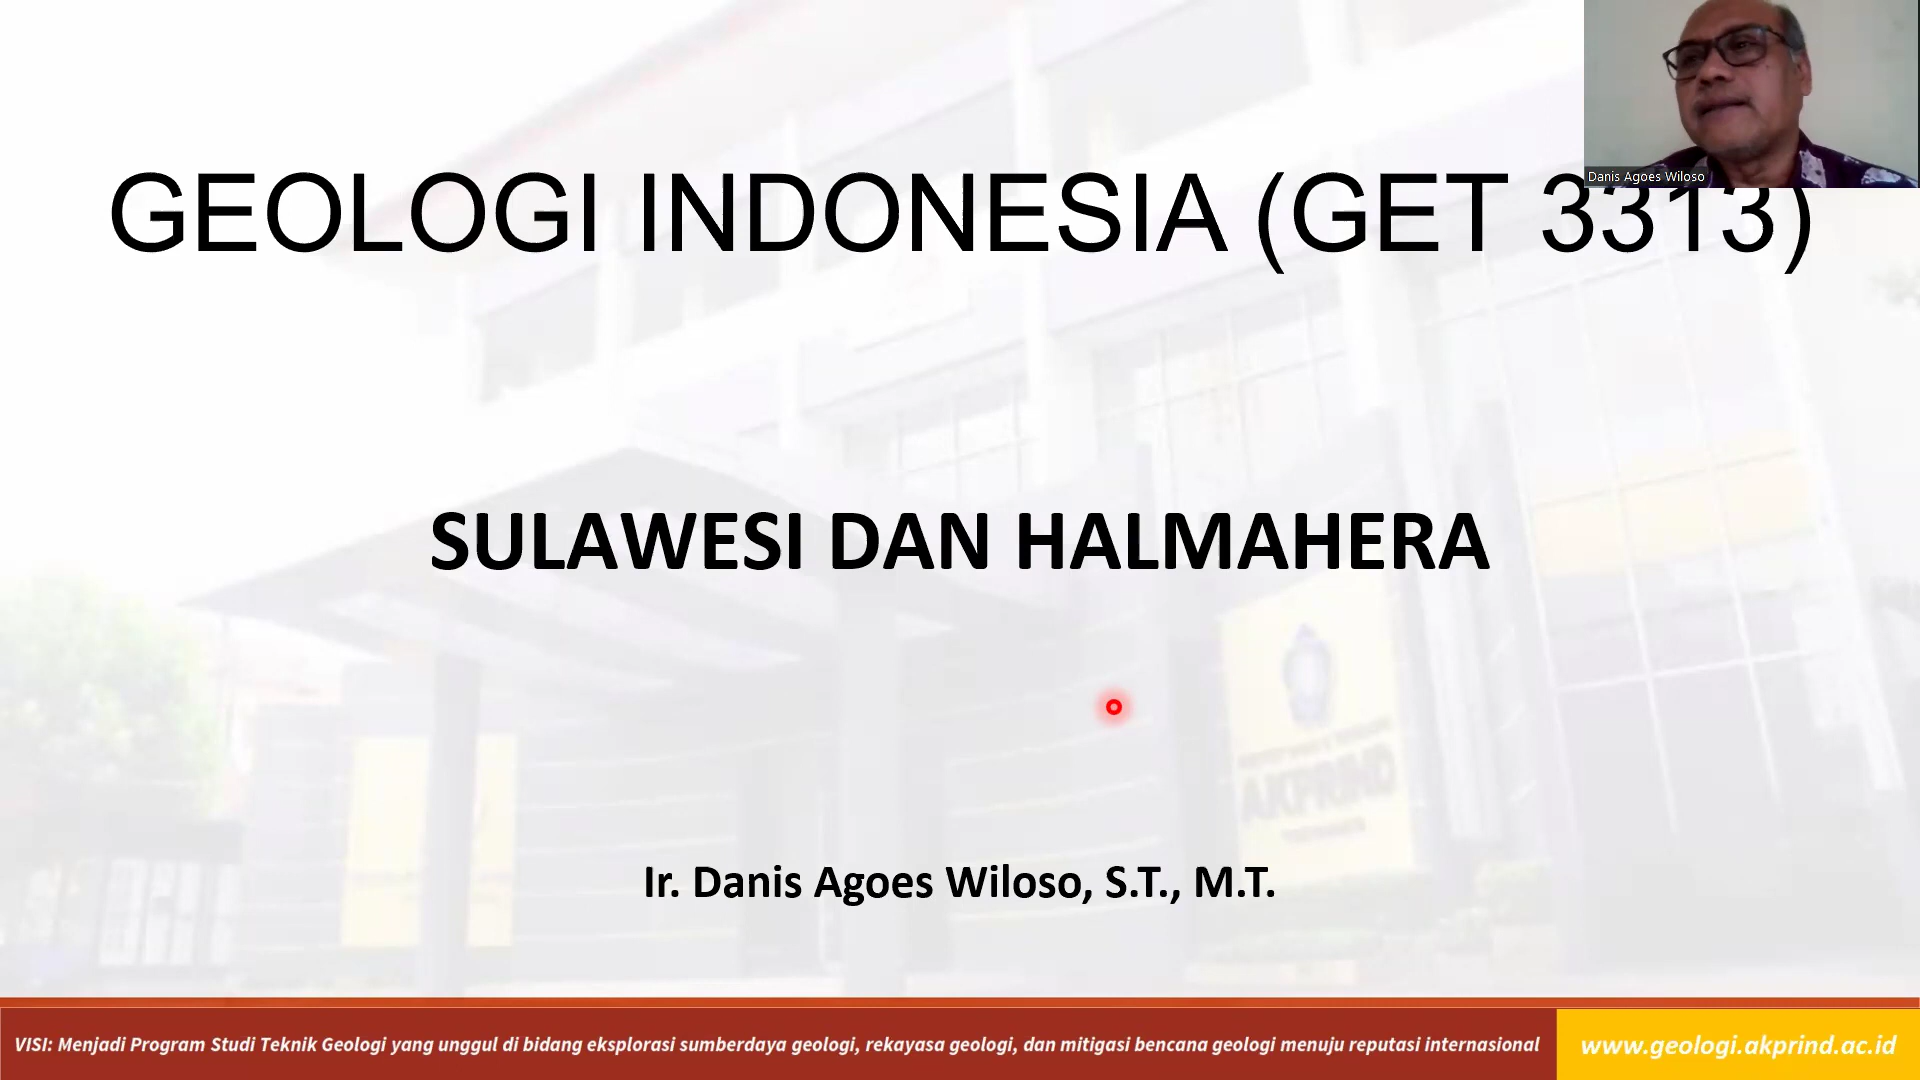 Danis Agoes Wiloso
GEOLOGI INDONESIA (GET 3313)
SULAWESI DAN HALMAHERA
AKPRIND
Ir. Danis Agoes Wiloso, S.T., M.T.
VISI: Menjadi Program Studi Teknik Geologi yang unggul di bidang eksplorasi sumberdaya geologi, rekayasa geologi, dan mitigasi bencana geologi menuju reputasi internasional
www.geologi.akprind.ac.id